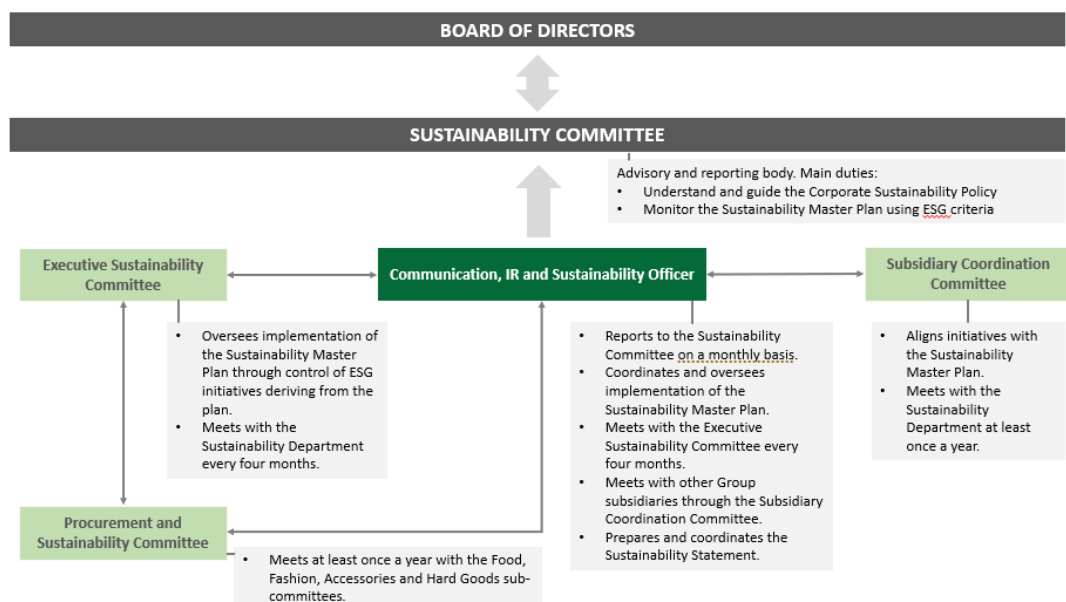 BOARD OF DIRECTORS
SUSTAINABILITY COMMITTEE
Advisory and reporting body. Main duties:
• Understand and guide the Corporate Sustainability Policy
• Monitor the Sustainability Master Plan using ESG criteria
Executive Sustainability
Committee
Communication, IR and Sustainability Officer
Subsidiary Coordination
Committee
• Oversees implementation of
the Sustainability Master
Plan through control of ESG
initiatives deriving from the
plan.
• Meets with the
Sustainability Department
every four months.
• Reports to the Sustainability
Committee on a monthly basis.
• Coordinates and oversees
implementation of the
Sustainability Master Plan.
• Meets with the Executive
Sustainability Committee every
four months.
• Meets with other Group
subsidiaries through the Subsidiary
Coordination Committee.
• Prepares and coordinates the
Sustainability Statement.
• Aligns initiatives with
the Sustainability
Master Plan.
• Meets with the
Sustainability
Department at least
once a year.
Procurement and
Sustainability Committee
• Meets at least once a year with the Food,
Fashion, Accessories and Hard Goods sub-
committees.